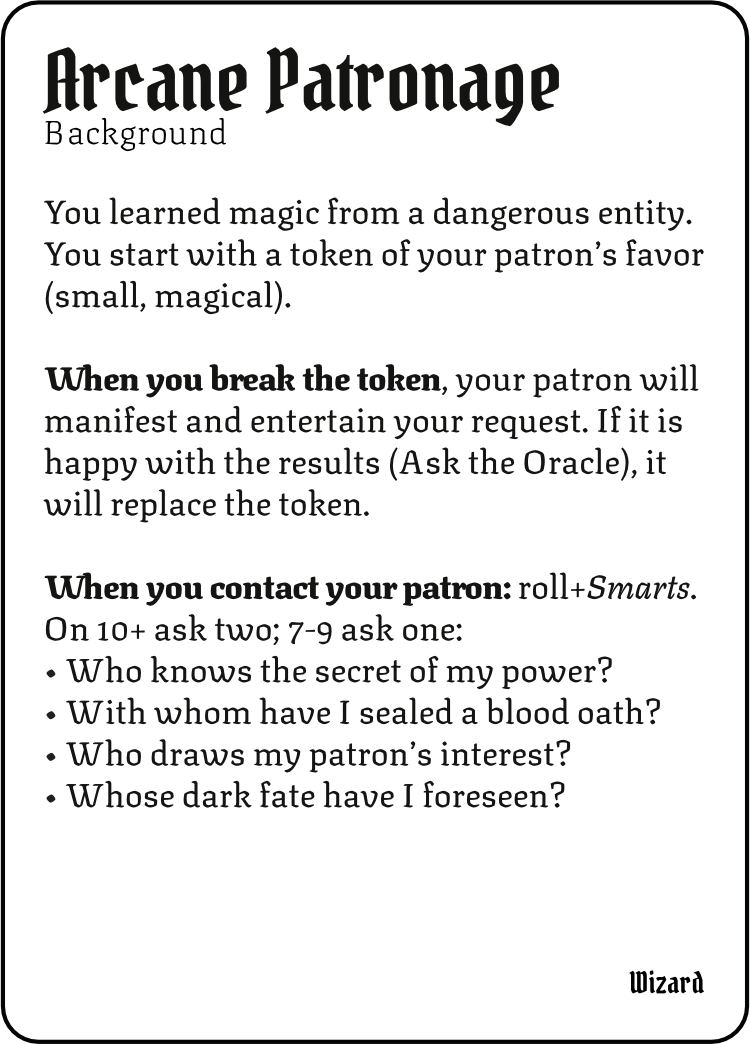 Arcane Patronage
Background
You learned magic from a dangerous entity.
You start with a token of your patron’s favor
(small, magical).
When you break the token, your patron will
manifest and entertain your request. If it is
happy with the results (Ask the Oracle), it
will replace the token.
When you contact your patron: roll+Smarts.
On 10+ ask two; 7-9 ask one:
• Who knows the secret of my power?
• With whom have I sealed a blood oath?
• Who draws my patron’s interest?
• Whose dark fate have I foreseen?
Wizard